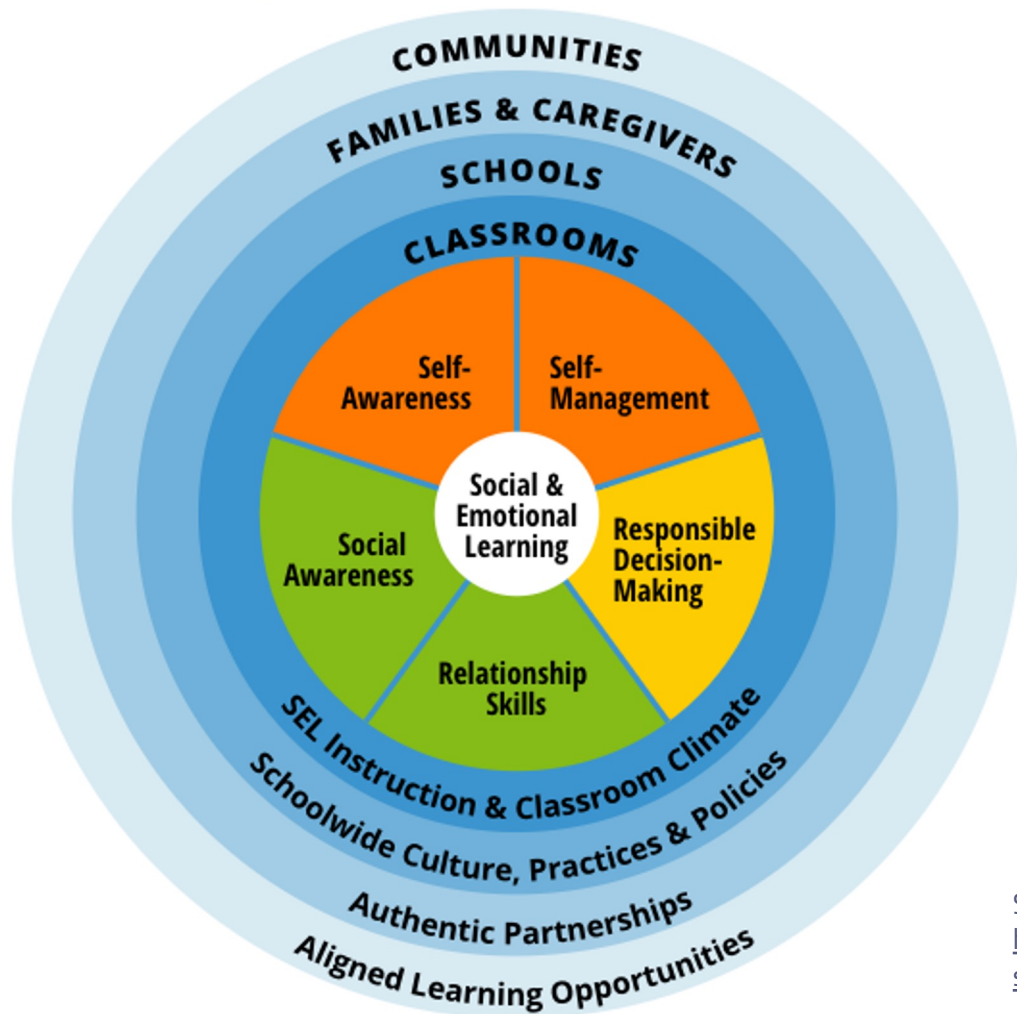 COMMUNITIES
FAMILIES & CAREGIVERS
SCHOOLS
CLASSROOMS
Self-
Awareness
Self-
Management
Social &
Emotional
Learning
Social
Awareness
Responsible
Decision-
Making
Relationship
Skills
SEL Instruction & Classroom Climate
Schoolwide Culture, Practices & Policies
Authentic Partnerships
Aligned Learning Opportunities